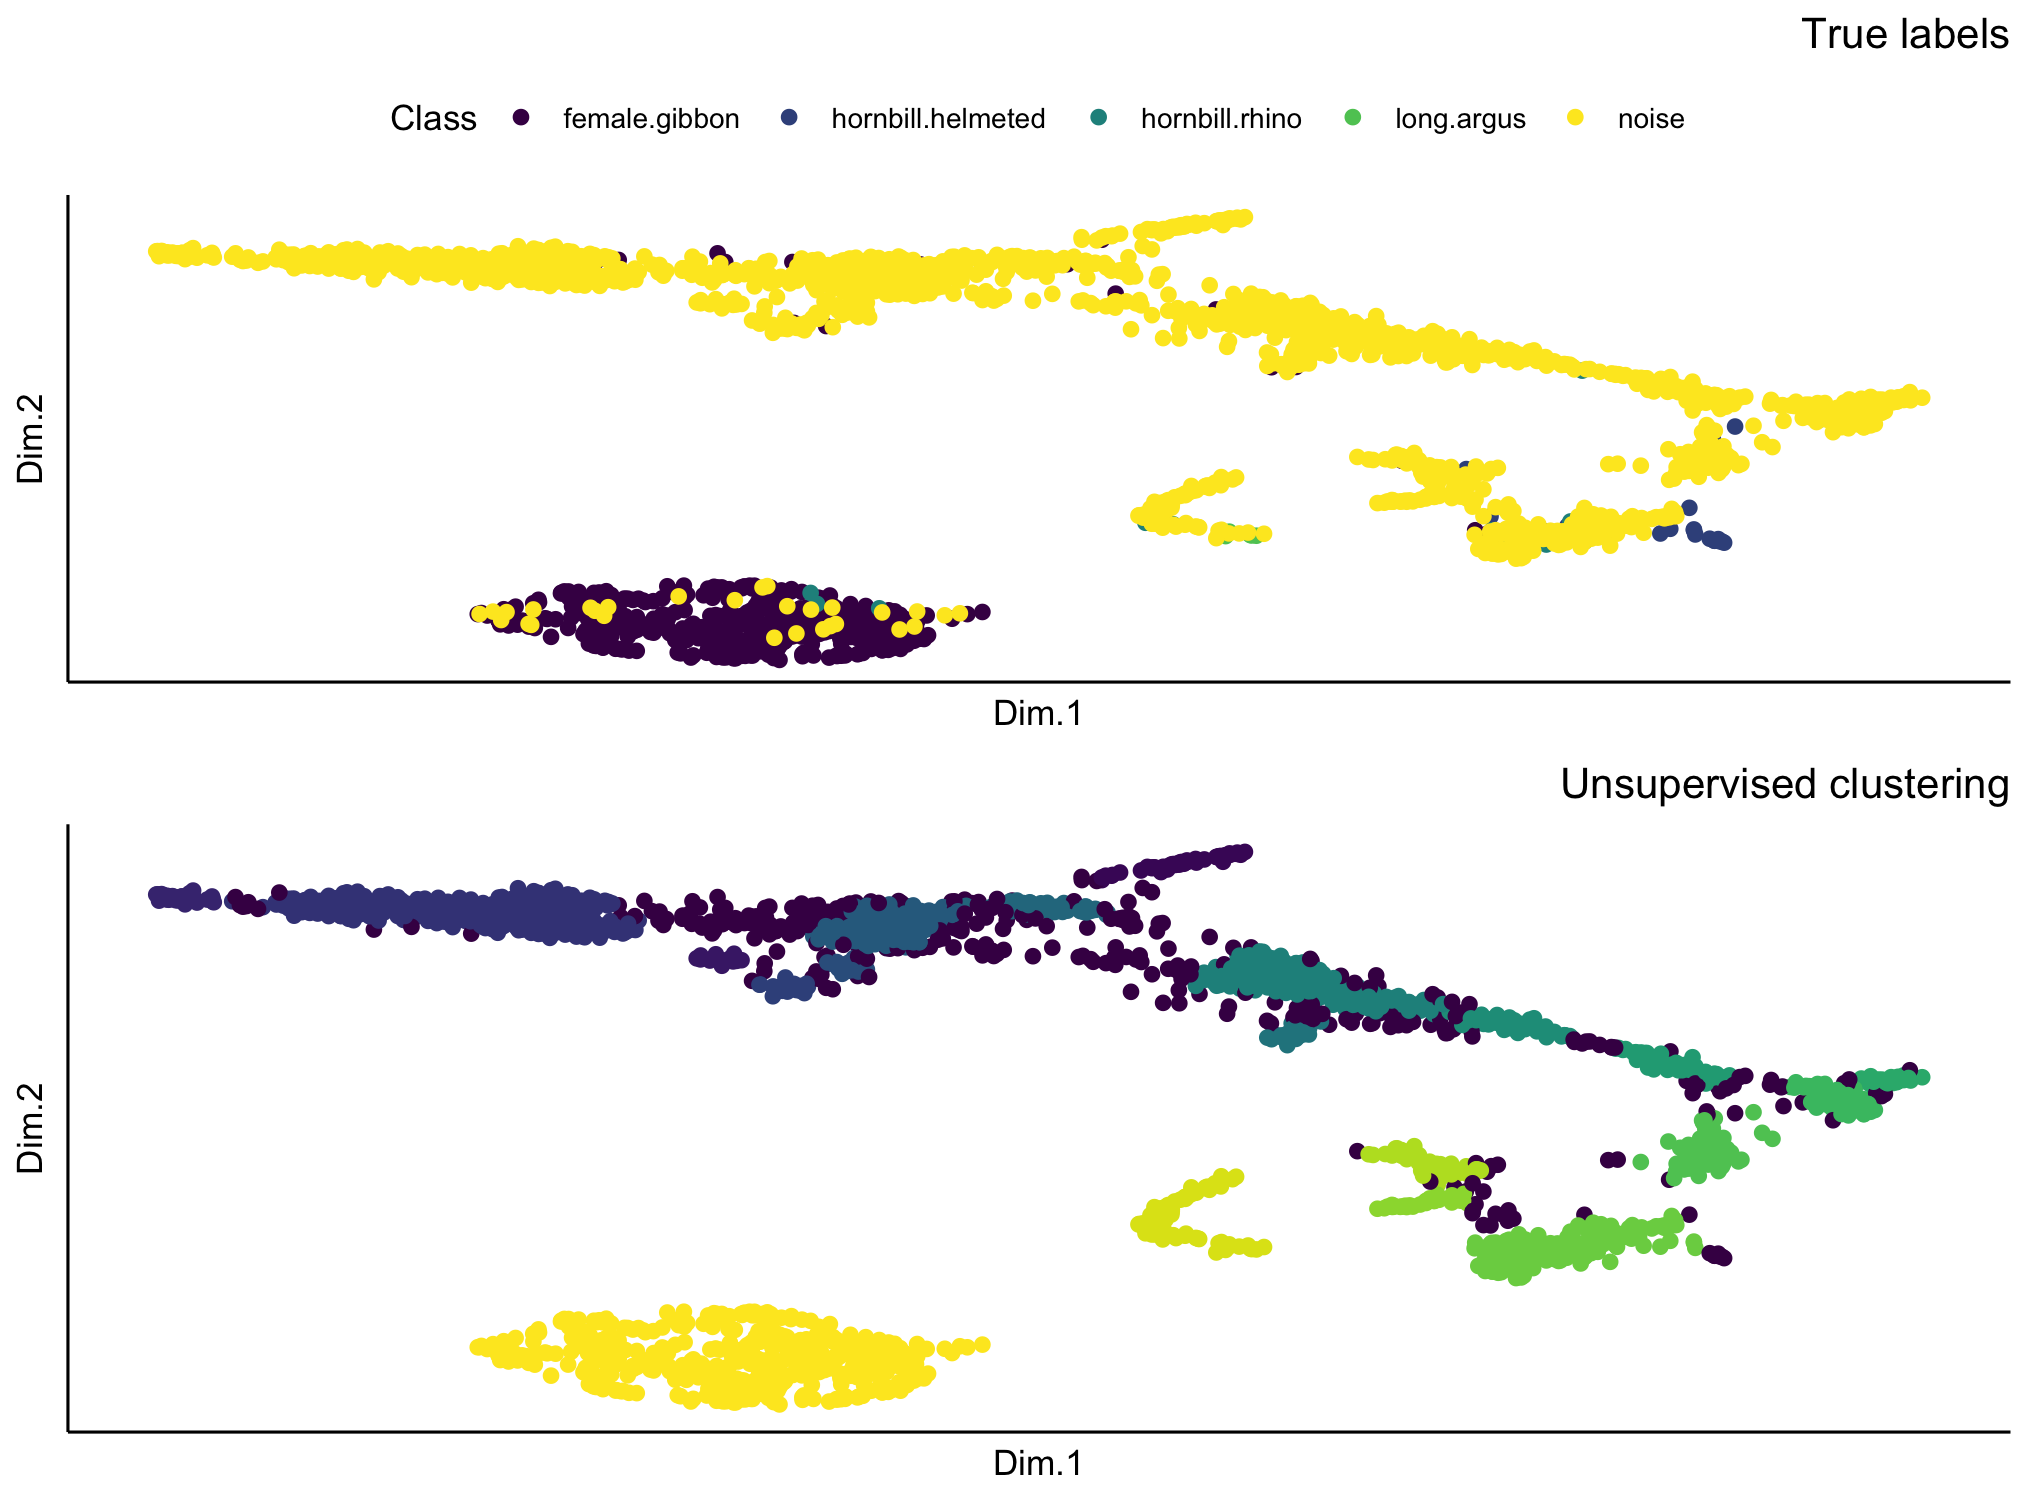 True labels
Class female.gibbon hornbill.helmeted hornbill.rhino long.argus noise
Dim.2
Dim.1
Unsupervised clustering
Dim.2
Dim.1